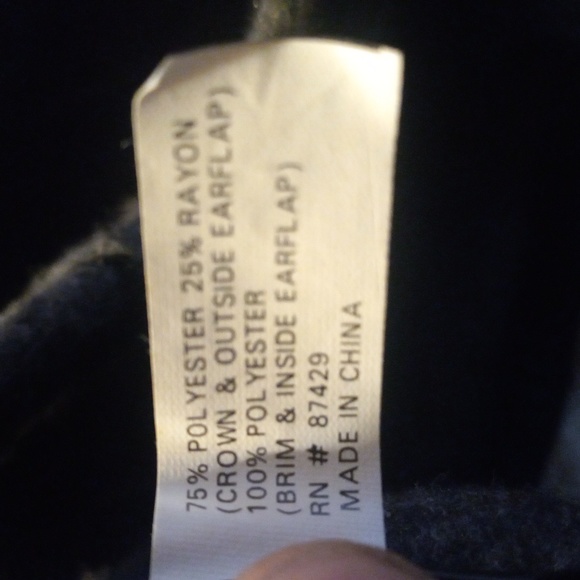 75% POLYESTER 25% RAYON
(CROWN & OUTSIDE EARFLAP)
100% POLYESTER
(BRIM & INSIDE EARFLAP)
RN # 87429
MADE IN CHINA